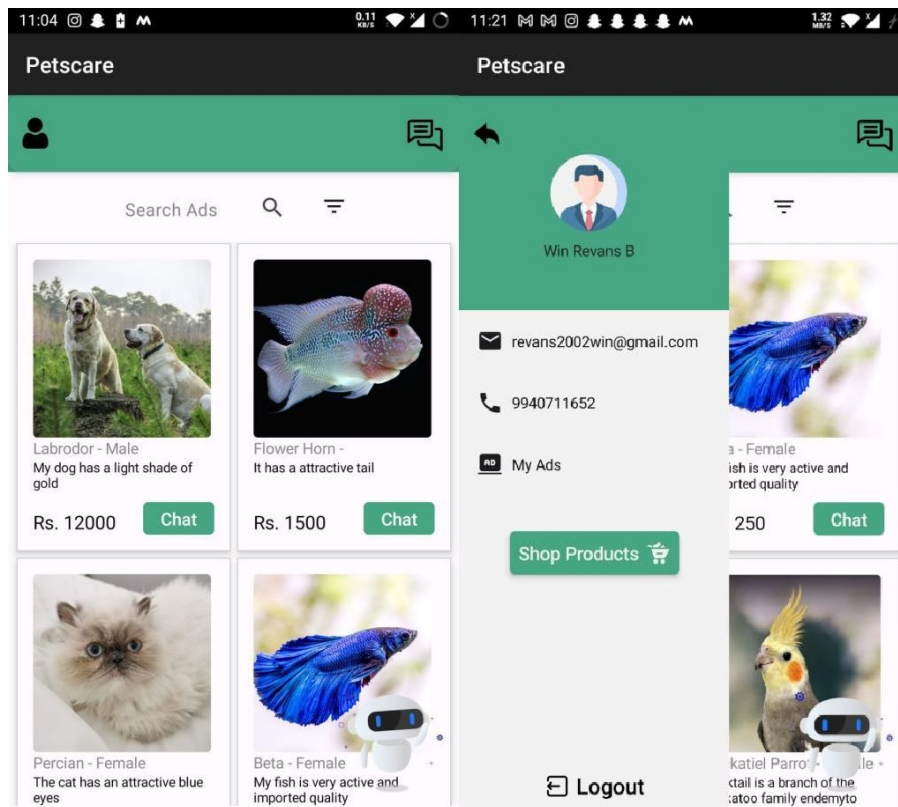 11:04
0.11
KB/S
Petscare
Search Ads
Labrodor - Male
My dog has a light shade of
gold
Rs. 12000
Chat
Flower Horn -
It has a attractive tail
Rs. 1500
Chat
Percian - Female
The cat has an attractive blue
eyes
Beta - Female
My fish is very active and
imported quality
11:21
1.32
MB/S
Petscare
Win Revans B
revans2002win@gmail.com
9940711652
AD
My Ads
Shop Products
Logout
a - Female
ish is very active and
orted quality
250
Chat
katiel Parrot
ktail is a branch of the
katoo family endemyto